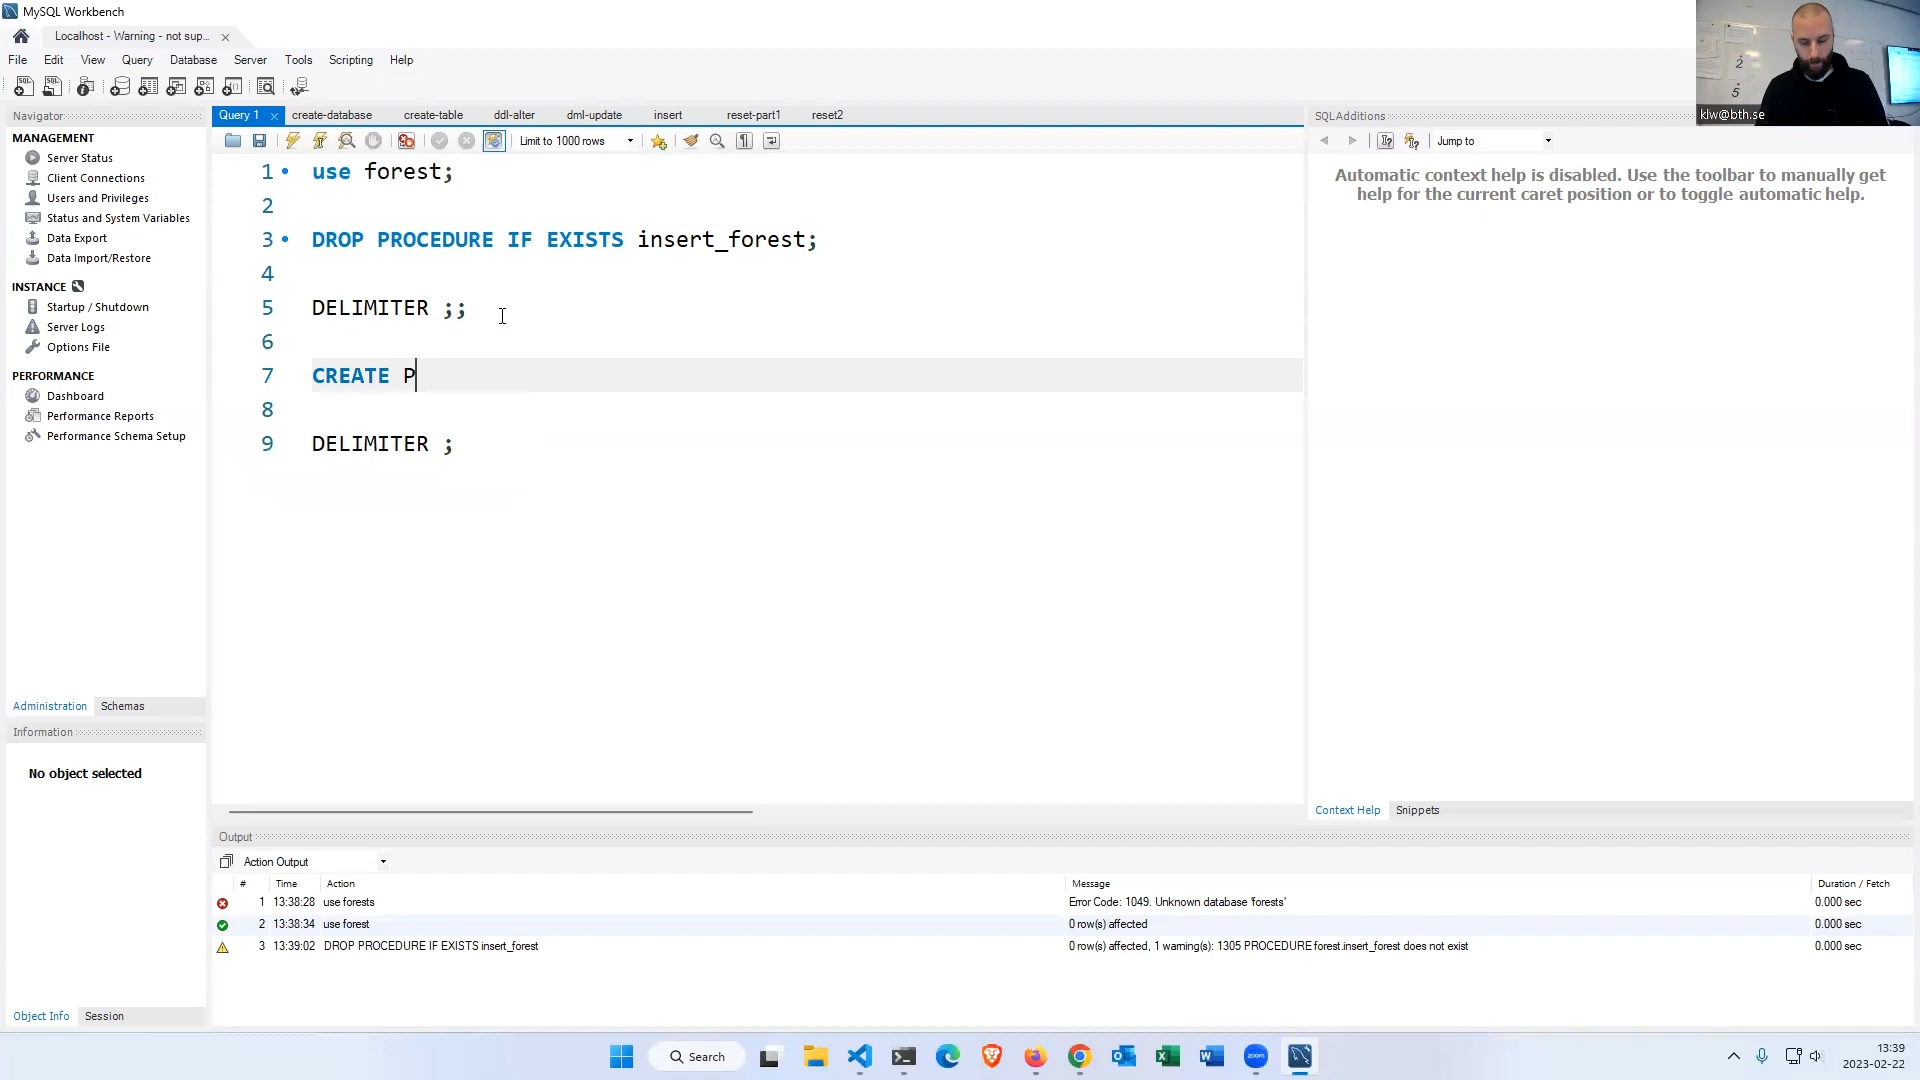 MySQL Workbench
Localhost - Warning - not sup...
File Edit View Query Database Server Tools Scripting Help
Navigator
MANAGEMENT
Server Status
Client Connections
Users and Privileges
Status and System Variables
Data Export
Data Import/Restore
INSTANCE
Startup / Shutdown
Server Logs
Options File
PERFORMANCE
Dashboard
Performance Reports
Performance Schema Setup
Administration Schemas
Information
No object selected
Object Info Session
Query 1 create-database create-table ddl-alter dml-update insert reset-part1 reset2
Limit to 1000 rows
1 use forest;
2
3 DROP PROCEDURE IF EXISTS insert_forest;
4
5 DELIMITER ;;
6
7 CREATE P
8
9 DELIMITER ;
SQLAdditions
Jump to
Automatic context help is disabled. Use the toolbar to manually get
help for the current caret position or to toggle automatic help.
Context Help Snippets
2
5
klw@bth.se
Output
Action Output
# Time Action Message Duration / Fetch
1 13:38:28 use forests Error Code: 1049. Unknown database 'forests' 0.000 sec
2 13:38:34 use forest 0 row(s) affected 0.000 sec
3 13:39:02 DROP PROCEDURE IF EXISTS insert_forest 0 row(s) affected, 1 warning(s): 1305 PROCEDURE forest.insert_forest does not exist 0.000 sec
Search
zoom
13:39
2023-02-22